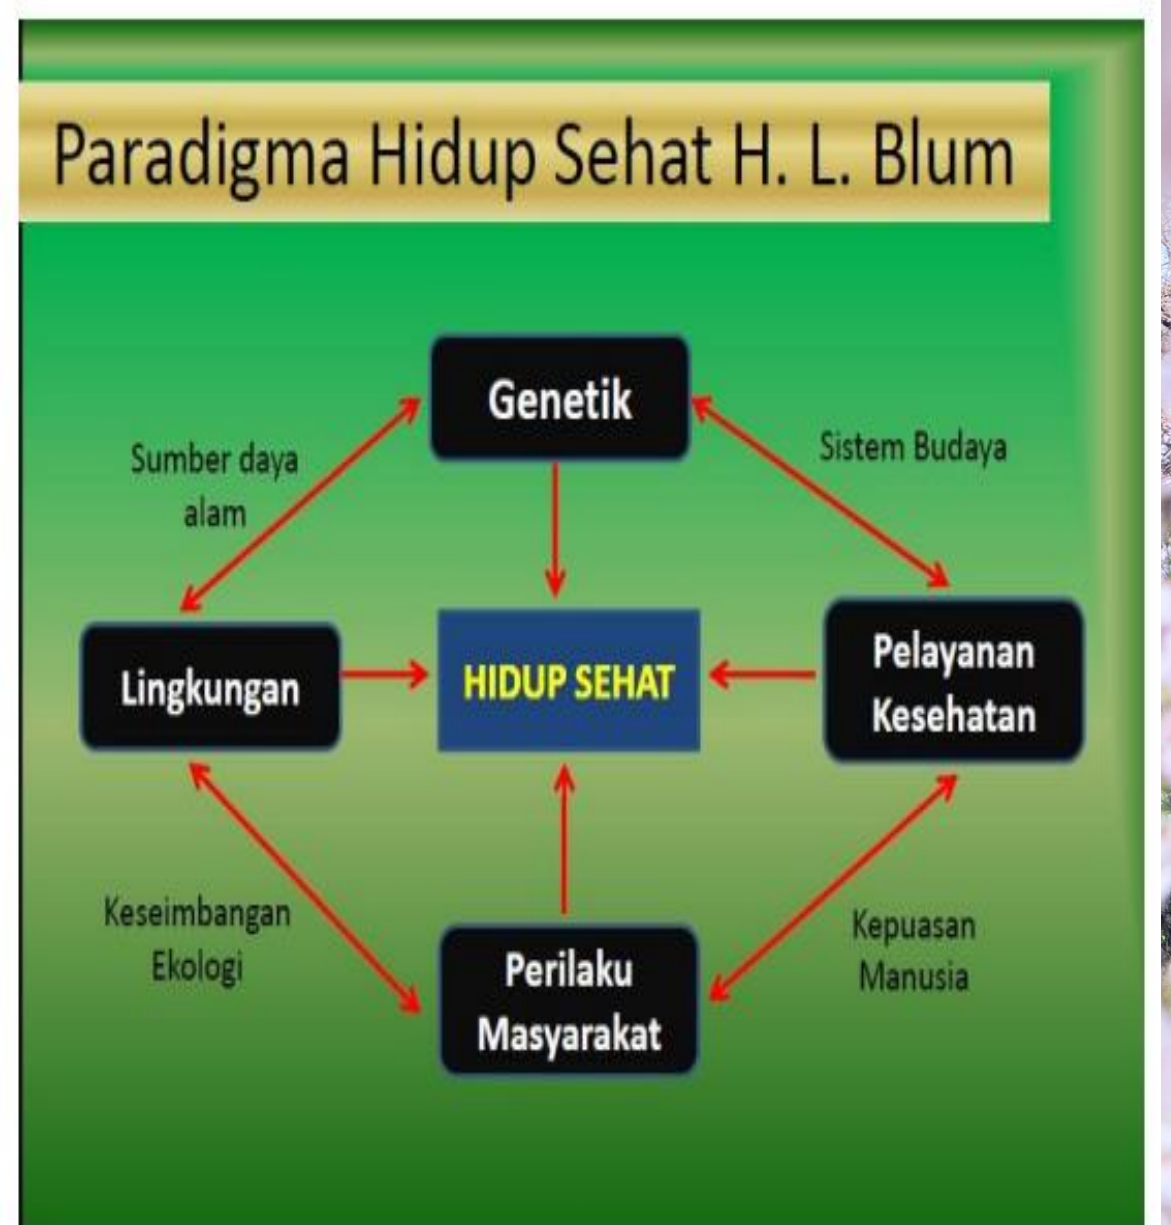 Paradigma Hidup Sehat H. L. Blum
Genetik
Sumber daya
alam
Sistem Budaya
Lingkungan
HIDUP SEHAT
Pelayanan
Kesehatan
Keseimbangan
Ekologi
Perilaku
Masyarakat
Kepuasan
Manusia